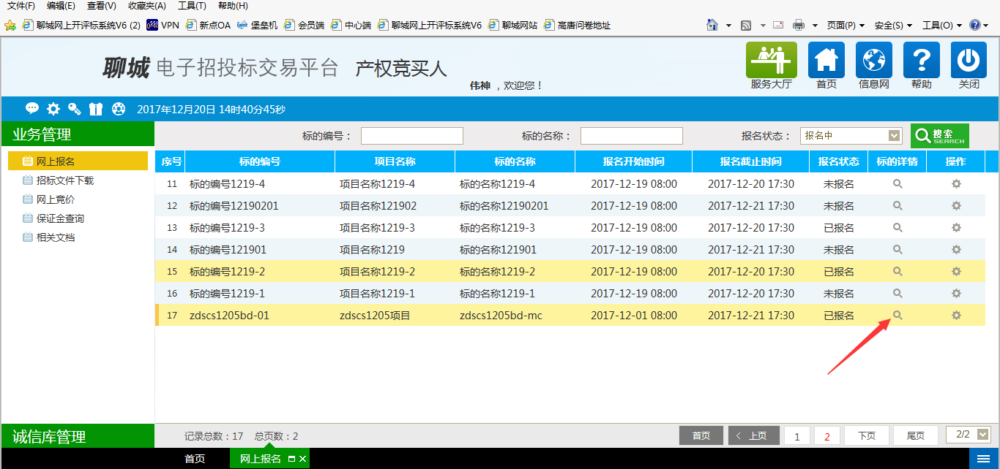 文件(F) 编辑(E) 查看(V) 收藏夹(A) 工具(T) 帮助(H)
聊城网上开评标系统V6 (2) VPN 新点OA 堡垒机 会员端 中心端 聊城网上开评标系统V6 聊城网站 高唐问卷地址 页面(P) 安全(S) 工具(O)
聊城 电子招投标交易平台 产权竞买人
伟神 ，欢迎您！
服务大厅 首页 信息网 帮助 关闭
2017年12月20日 14时40分45秒
业务管理 标的编号： 标的名称： 报名状态： 报名中 搜索 SEARCH
网上报名
招标文件下载
网上竞价
保证金查询
相关文档
序号 标的编号 项目名称 标的名称 报名开始时间 报名截止时间 报名状态 标的详情 操作
11 标的编号1219-4 项目名称1219-4 标的名称1219-4 2017-12-19 08:00 2017-12-20 17:30 未报名
12 标的编号12190201 项目名称121902 标的名称12190201 2017-12-19 08:00 2017-12-21 17:30 未报名
13 标的编号1219-3 项目名称1219-3 标的名称1219-3 2017-12-19 08:00 2017-12-20 17:30 已报名
14 标的编号121901 项目名称1219 标的名称121901 2017-12-19 08:00 2017-12-21 17:30 未报名
15 标的编号1219-2 项目名称1219-2 标的名称1219-2 2017-12-19 08:00 2017-12-20 17:30 已报名
16 标的编号1219-1 项目名称1219-1 标的名称1219-1 2017-12-19 08:00 2017-12-20 17:30 未报名
17 zdscs1205bd-01 zdscs1205项目 zdscs1205bd-mc 2017-12-01 08:00 2017-12-21 17:30 已报名
诚信库管理 记录总数：17 总页数：2 首页 上页 1 2 下页 尾页 2/2
首页 网上报名